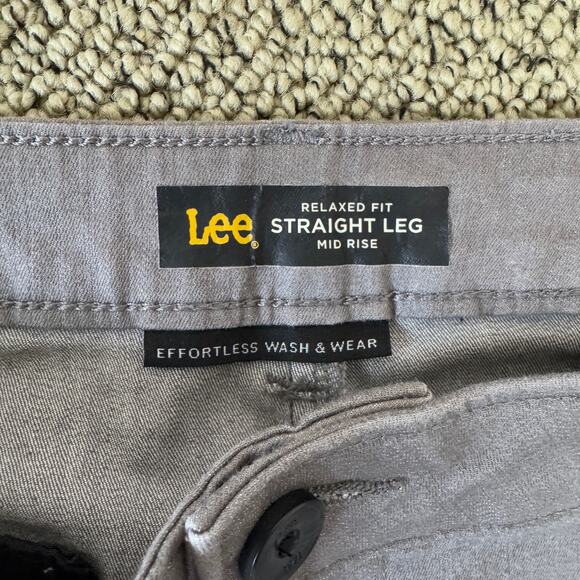 Lee®
RELAXED FIT
STRAIGHT LEG
MID RISE
EFFORTLESS WASH & WEAR